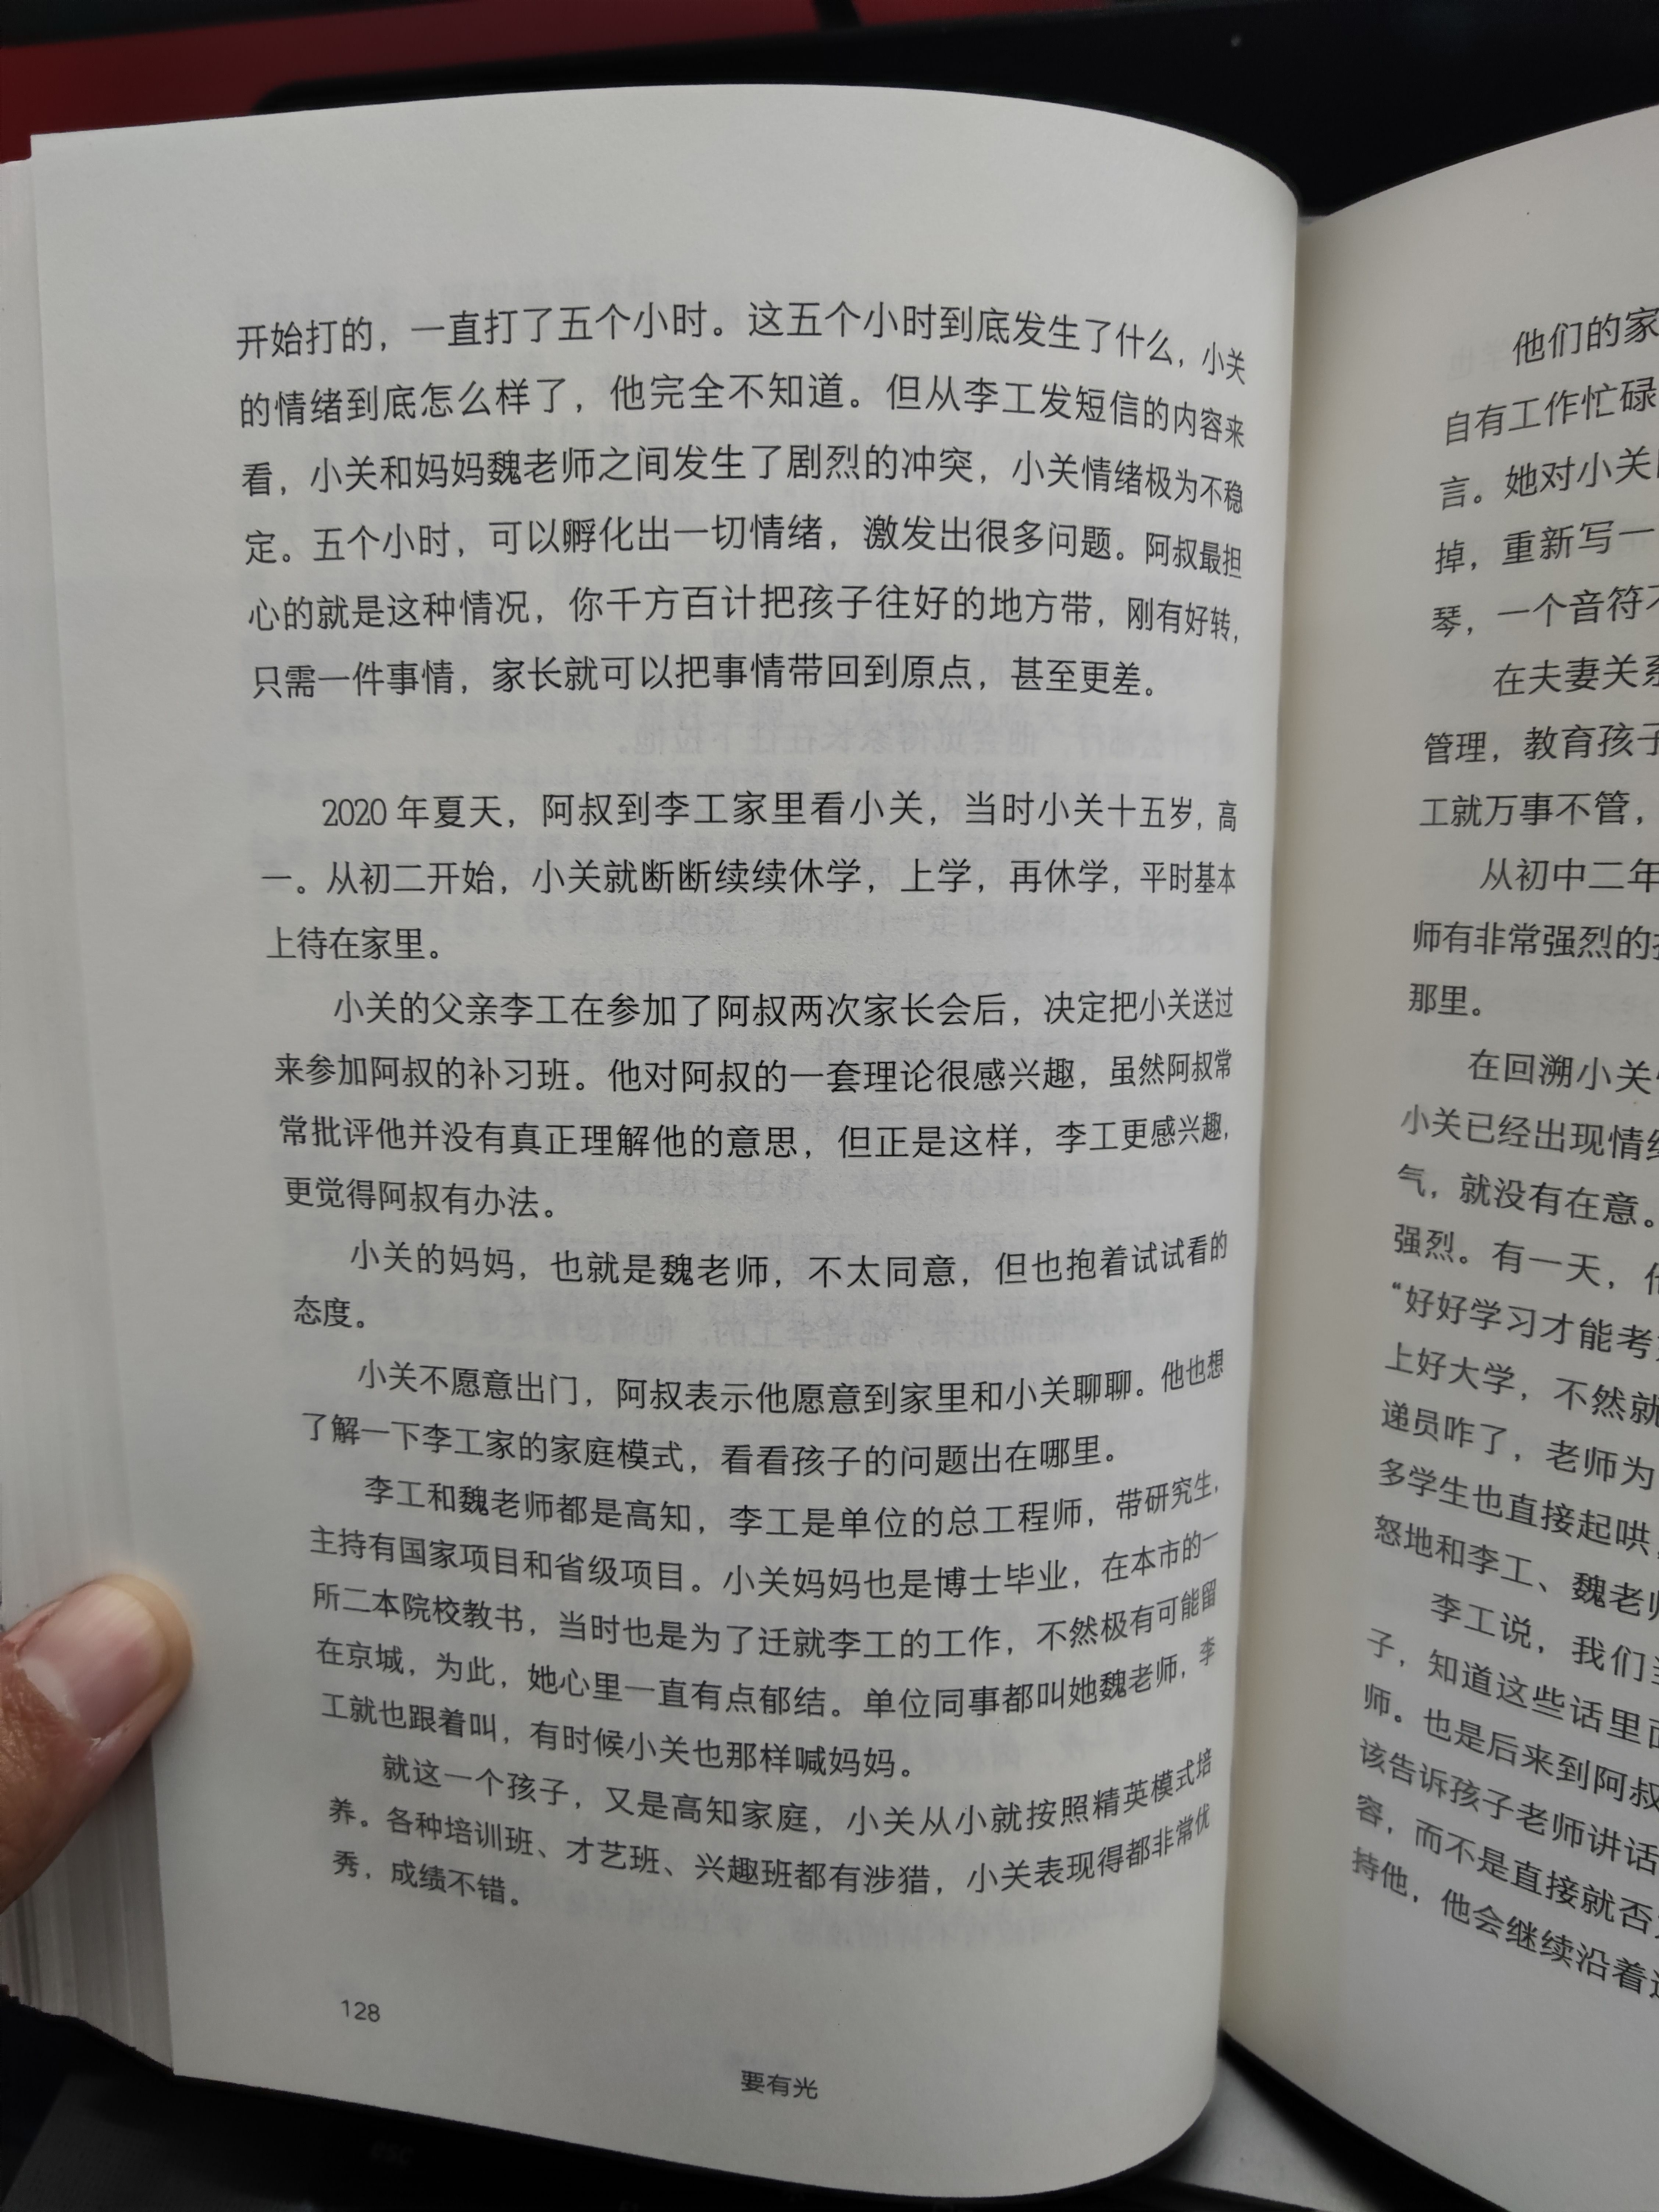 开始打的，一直打了五个小时。这五个小时到底发生了什么，小关
的情绪到底怎么样了，他完全不知道。但从李工发短信的内容来
看，小关和妈妈魏老师之间发生了剧烈的冲突，小关情绪极为不稳
定。五个小时，可以孵化出一切情绪，激发出很多问题。阿叔最担
心的就是这种情况，你千方百计把孩子往好的地方带，刚有好转，
只需一件事情，家长就可以把事情带回到原点，甚至更差。
2020年夏天，阿叔到李工家里看小关，当时小关十五岁，高
一。从初二开始，小关就断断续续休学，上学，再休学，平时基本
上待在家里。
小关的父亲李工在参加了阿叔两次家长会后，决定把小关送过
来参加阿叔的补习班。他对阿叔的一套理论很感兴趣，虽然阿叔常
常批评他并没有真正理解他的意思，但正是这样，李工更感兴趣，
更觉得阿叔有办法。
小关的妈妈，也就是魏老师，不太同意，但也抱着试试看的
态度。
小关不愿意出门，阿叔表示他愿意到家里和小关聊聊。他也想
了解一下李工家的家庭模式，看看孩子的问题出在哪里。
李工和魏老师都是高知，李工是单位的总工程师，带研究生，
主持有国家项目和省级项目。小关妈妈也是博士毕业，在本市的一
所二本院校教书，当时也是为了迁就李工的工作，不然极有可能留
在京城，为此，她心里一直有点郁结。单位同事都叫她魏老师，李
工就也跟着叫，有时候小关也那样喊妈妈。
就这一个孩子，又是高知家庭，小关从小就按照精英模式培
养。各种培训班、才艺班、兴趣班都有涉猎，小关表现得都非常优
秀，成绩不错。
128
要有光
他们的家
自有工作忙碌
言。她对小关
掉，重新写一
琴，一个音符
在夫妻关系
管理，教育孩子
工就万事不管，
从初中二年
师有非常强烈的
那里。
在回溯小关
小关已经出现情绪
气，就没有在意。
强烈。有一天，
“好好学习才能考
上好大学，不然就
递员咋了，老师为
多学生也直接起哄，
怒地和李工、魏老师
李工说，我们
子，知道这些话里面
师。也是后来到阿叔
该告诉孩子老师讲话
容，而不是直接就否
持他，他会继续沿着